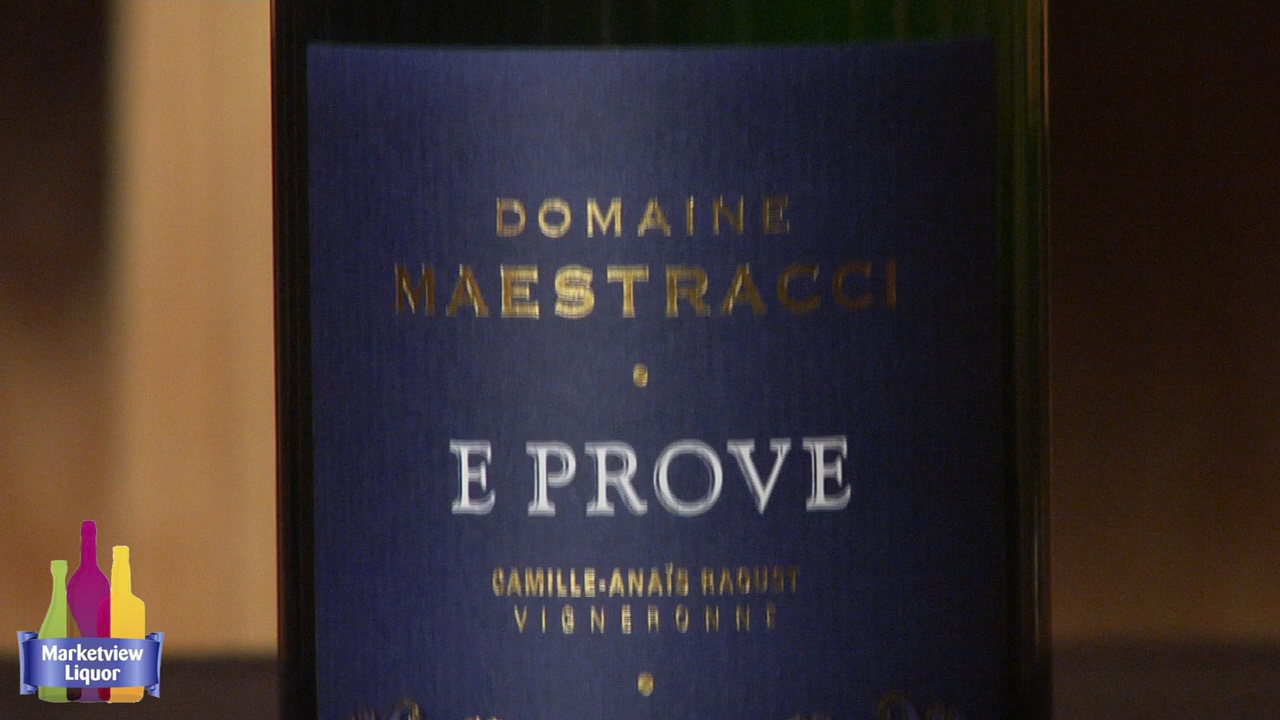 DOMAINE
MAESTRACCI
E PROVE
CAMILLE-ANAÏS RAOUST
VIGNERONNE
Marketview
Liquor